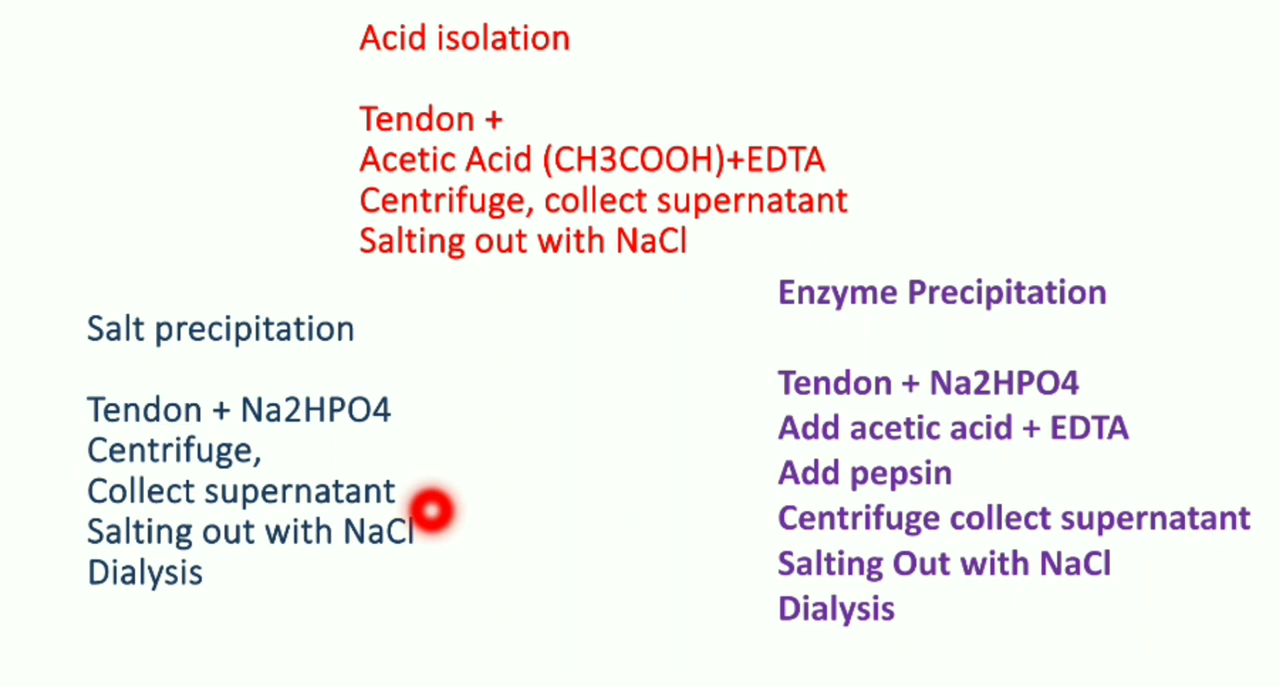 Acid isolation
Tendon +
Acetic Acid (CH3COOH)+EDTA
Centrifuge, collect supernatant
Salting out with NaCl
Salt precipitation
Tendon + Na2HPO4
Centrifuge,
Collect supernatant
Salting out with NaCl
Dialysis
Enzyme Precipitation
Tendon + Na2HPO4
Add acetic acid + EDTA
Add pepsin
Centrifuge collect supernatant
Salting Out with NaCl
Dialysis